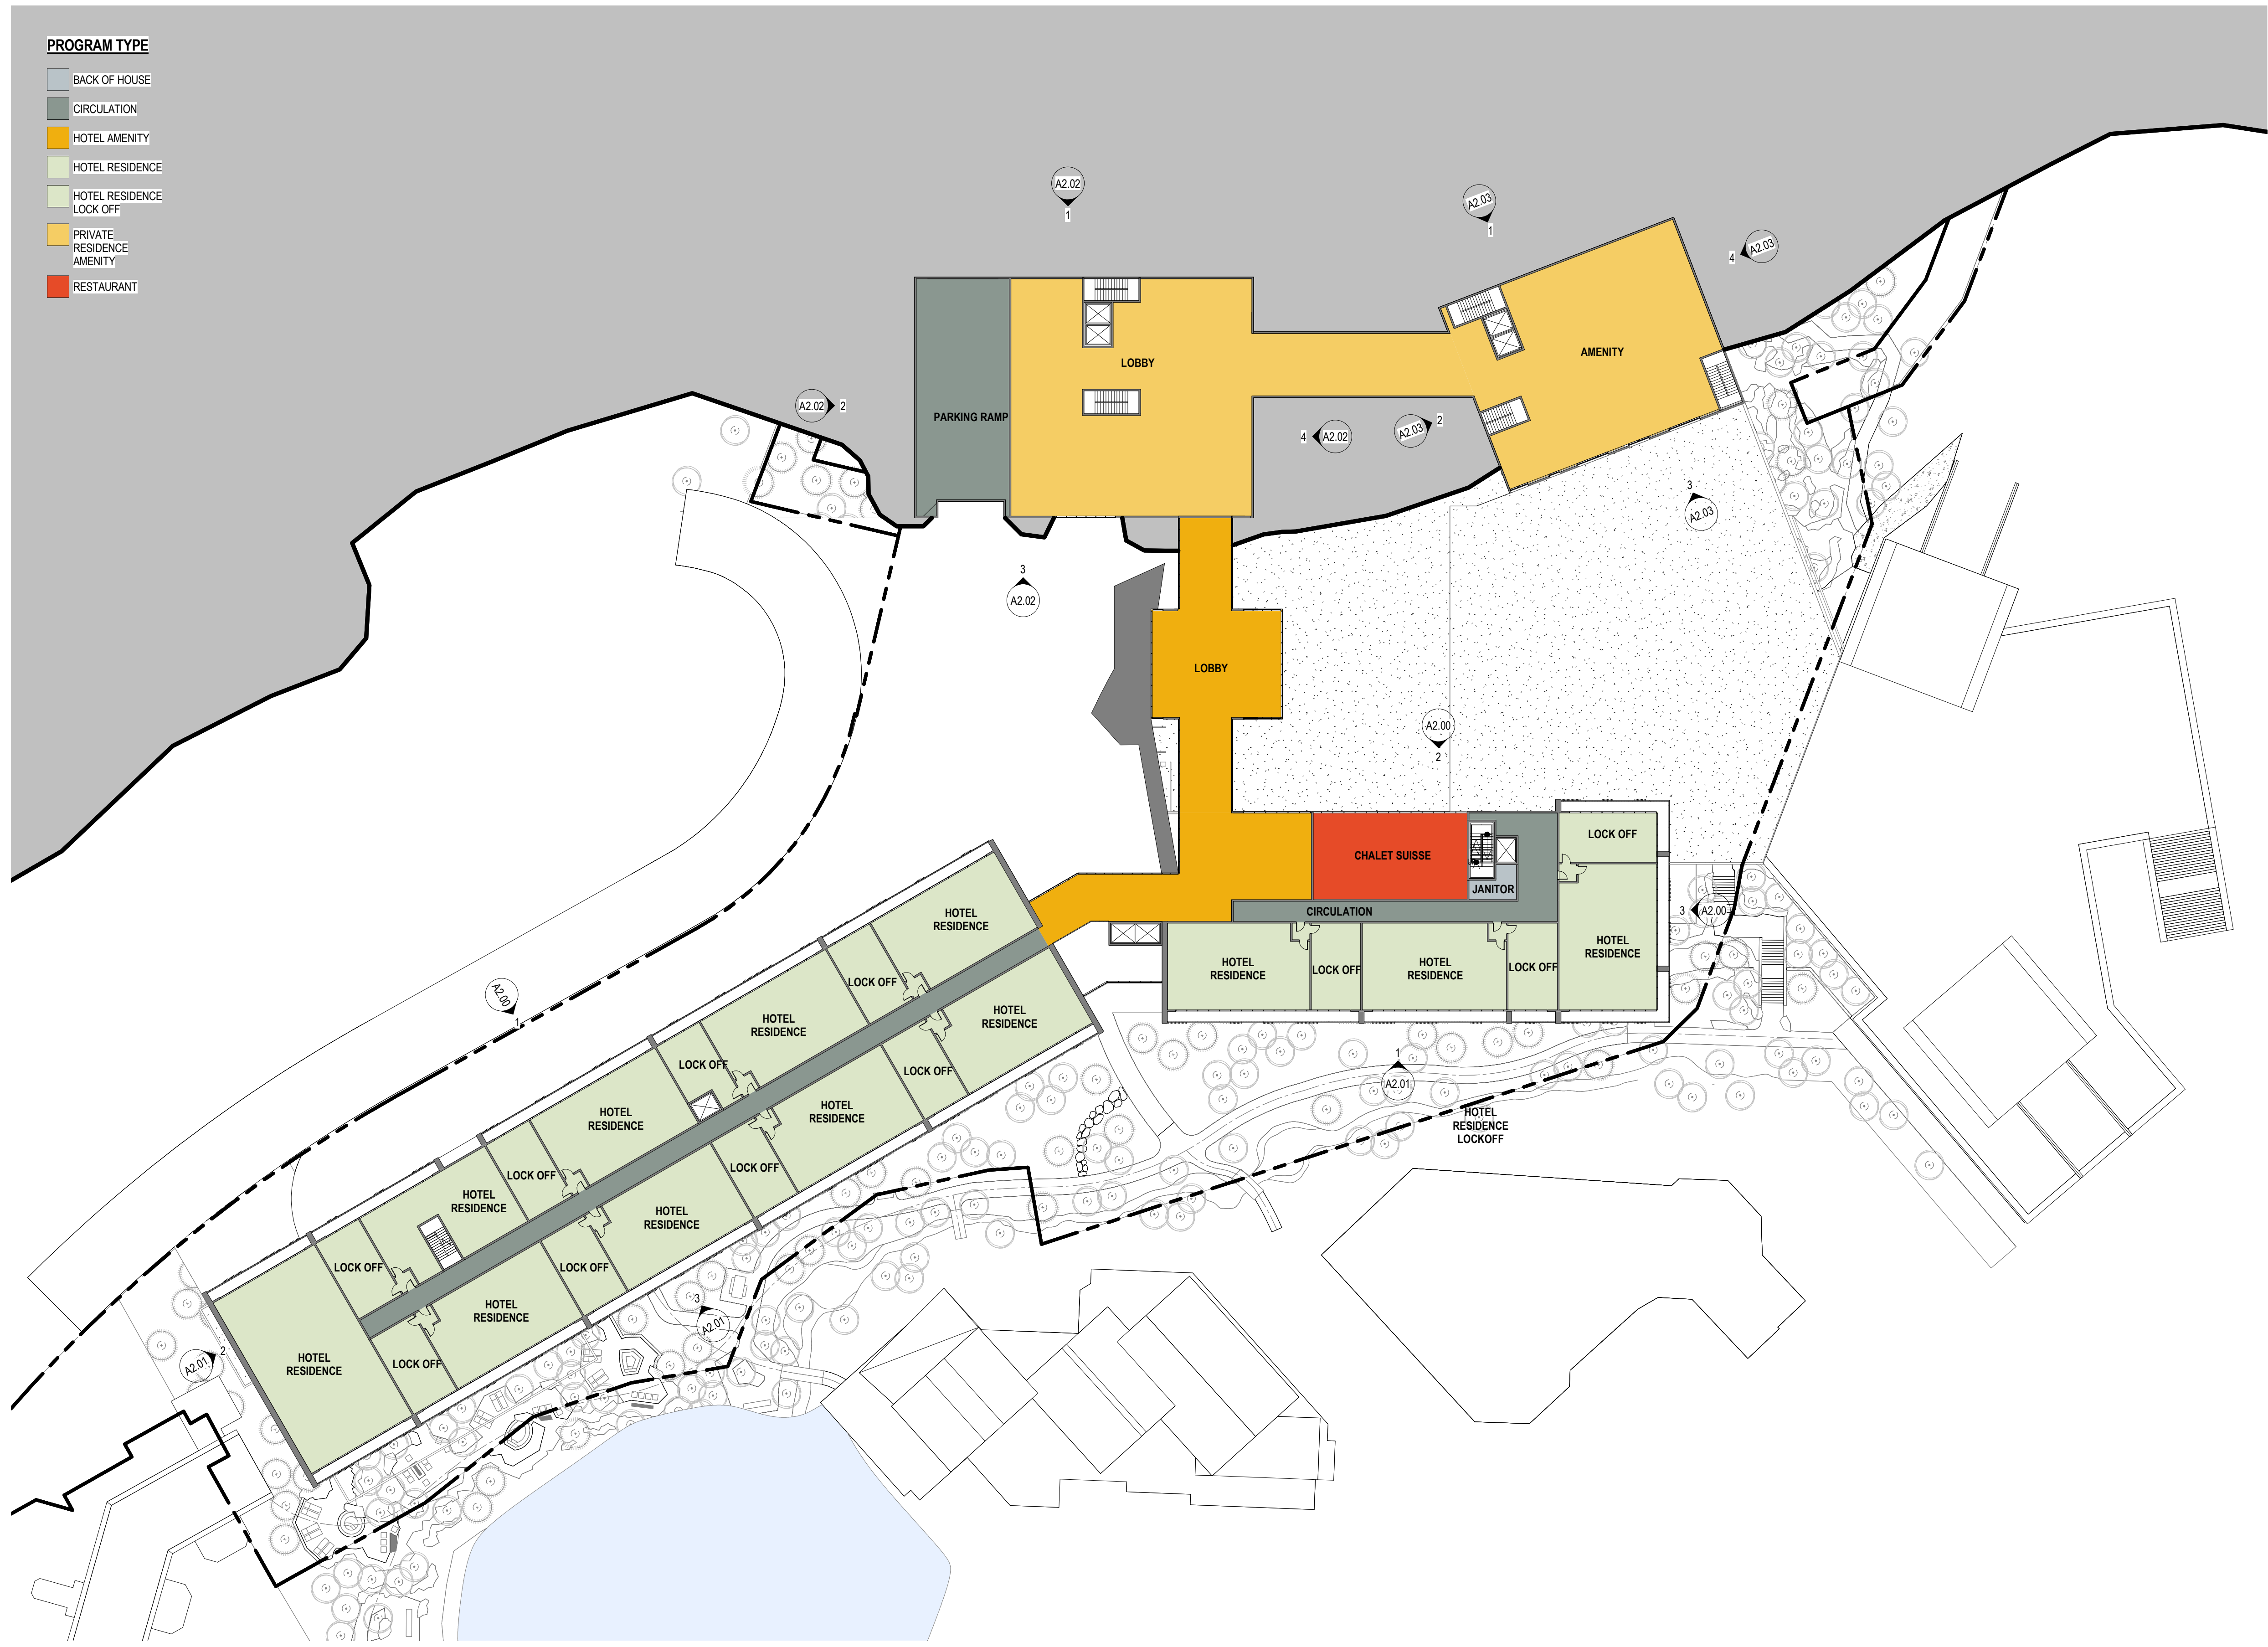 PROGRAM TYPE
BACK OF HOUSE
CIRCULATION
HOTEL AMENITY
HOTEL RESIDENCE
HOTEL RESIDENCE
LOCK OFF
PRIVATE
RESIDENCE
AMENITY
RESTAURANT
A2.02
1
A2.03
1
4
A2.03
LOBBY
AMENITY
PARKING RAMP
A2.02
2
4
A2.02
A2.03
2
3
A2.03
3
A2.02
LOBBY
A2.00
2
LOCK OFF
CHALET SUISSE
JANITOR
CIRCULATION
3
A2.00
HOTEL
RESIDENCE
HOTEL
RESIDENCE
LOCK OFF
HOTEL
RESIDENCE
LOCK OFF
HOTEL
RESIDENCE
LOCK OFF
A2.00
1
HOTEL
RESIDENCE
HOTEL
RESIDENCE
LOCK OFF
LOCK OFF
1
A2.01
HOTEL
RESIDENCE
HOTEL
RESIDENCE
HOTEL
RESIDENCE
LOCKOFF
LOCK OFF
LOCK OFF
HOTEL
RESIDENCE
HOTEL
RESIDENCE
LOCK OFF
LOCK OFF
HOTEL
RESIDENCE
3
A2.01
2
A2.01
HOTEL
RESIDENCE
LOCK OFF